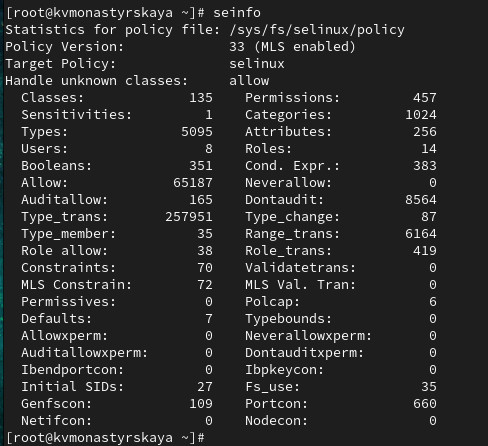 [root@kvmonastyrskaya ~]# seinfo
Statistics for policy file: /sys/fs/selinux/policy
Policy Version:             33 (MLS enabled)
Target Policy:              selinux
Handle unknown classes:     allow
  Classes:             135    Permissions:         457
  Sensitivities:         1    Categories:         1024
  Types:              5095    Attributes:          256
  Users:                 8    Roles:                14
  Booleans:            351    Cond. Expr.:         383
  Allow:             65187    Neverallow:            0
  Auditallow:          165    Dontaudit:          8564
  Type_trans:       257951    Type_change:          87
  Type_member:          35    Range_trans:        6164
  Role allow:           38    Role_trans:          419
  Constraints:          70    Validatetrans:         0
  MLS Constrain:        72    MLS Val. Tran:         0
  Permissives:           0    Polcap:                6
  Defaults:              7    Typebounds:            0
  Allowxperm:            0    Neverallowxperm:       0
  Auditallowxperm:       0    Dontauditxperm:        0
  Ibendportcon:          0    Ibpkeycon:             0
  Initial SIDs:         27    Fs_use:               35
  Genfscon:            109    Portcon:             660
  Netifcon:              0    Nodecon:               0
[root@kvmonastyrskaya ~]#